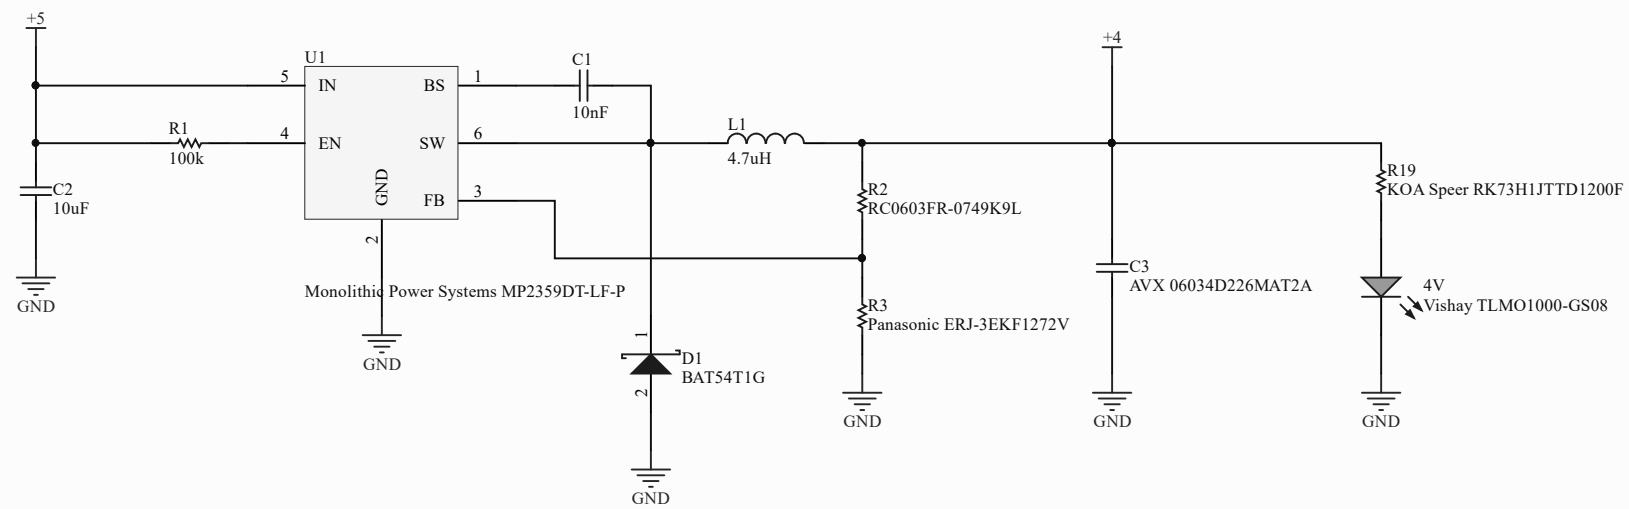 +5
U1
5
IN
R1
100k
4
EN
GND
2
BS
1
SW
6
FB
3
C1
10nF
C2
10uF
GND
Monolithic Power Systems MP2359DT-LF-P
GND
1
D1
BAT54T1G
2
GND
L1
4.7uH
R2
RC0603FR-0749K9L
R3
Panasonic ERJ-3EKF1272V
GND
+4
C3
AVX 06034D226MAT2A
GND
R19
KOA Speer RK73H1JTTD1200F
4V
Vishay TLMO1000-GS08
GND